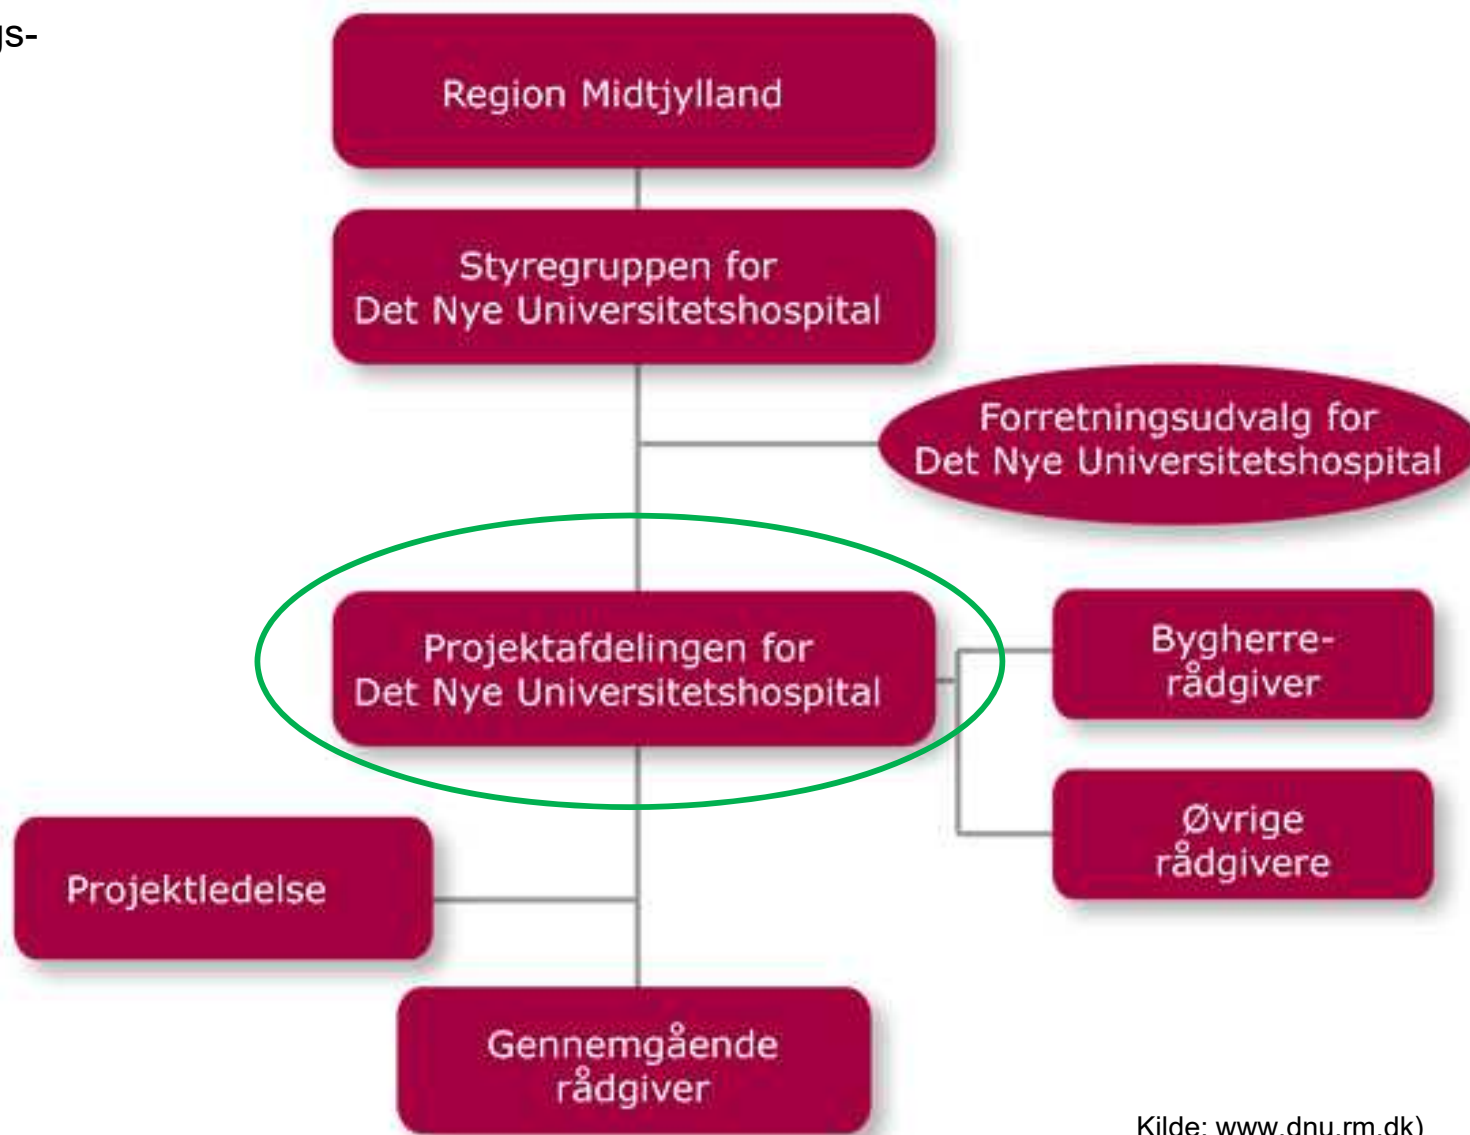 gs-
Region Midtjylland
Styregruppen for
Det Nye Universitetshospital
Forretningsudvalg for
Det Nye Universitetshospital
Projektafdelingen for
Det Nye Universitetshospital
Bygherre-
rådgiver
Øvrige
rådgivere
Projektledelse
Gennemgående
rådgiver
Kilde: www.dnu.rm.dk)